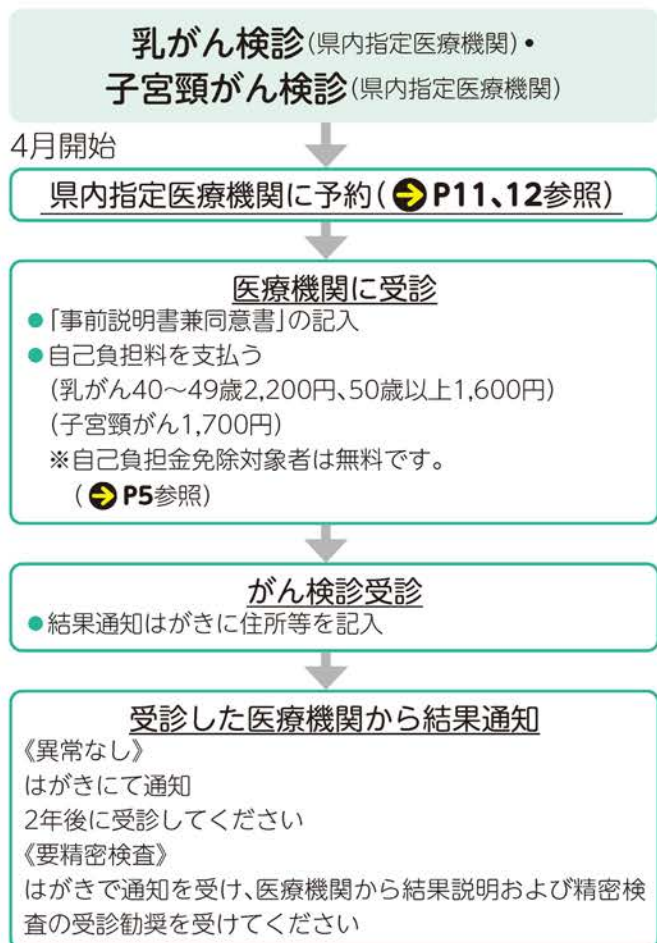 乳がん検診(県内指定医療機関)・
子宮頸がん検診(県内指定医療機関)
4月開始
県内指定医療機関に予約(➔P11、12参照)
医療機関に受診
●「事前説明書兼同意書」の記入
●自己負担料を支払う
(乳がん40〜49歳2,200円、50歳以上1,600円)
(子宮頸がん1,700円)
※自己負担金免除対象者は無料です。
(➔P5参照)
がん検診受診
●結果通知はがきに住所等を記入
受診した医療機関から結果通知
《異常なし》
はがきにて通知
2年後に受診してください
《要精密検査》
はがきで通知を受け、医療機関から結果説明および精密検
査の受診勧奨を受けてください